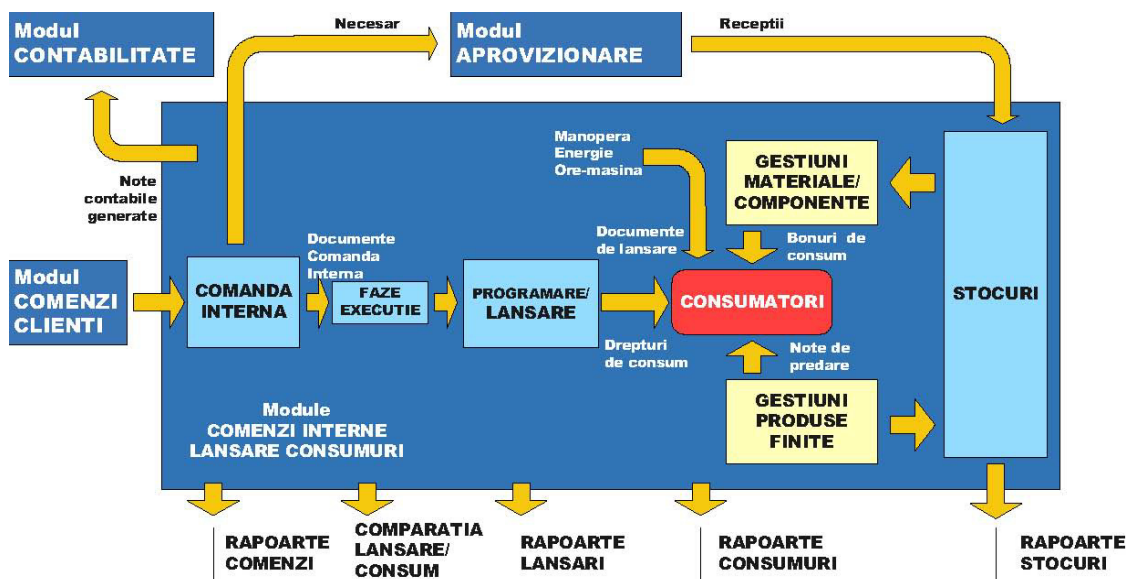 Modul
CONTABILITATE
Necesar
Modul
APROVIZIONARE
Receptii
Note
contabile
generate
Manopera
Energie
Ore-masina
GESTIUNI
MATERIALE/
COMPONENTE
STOCURI
Documente
Comanda
Interna
Documente
de lansare
Bonuri de
consum
Modul
COMENZI
CLIENTI
COMANDA
INTERNA
FAZE
EXECUTIE
PROGRAMARE/
LANSARE
CONSUMATORI
Drepturi
de consum
Note de
predare
GESTIUNI
PRODUSE
FINITE
Module
COMENZI INTERNE
LANSARE CONSUMURI
RAPOARTE
COMENZI
COMPARATIA
LANSARE/
CONSUM
RAPOARTE
LANSARI
RAPOARTE
CONSUMURI
RAPOARTE
STOCURI